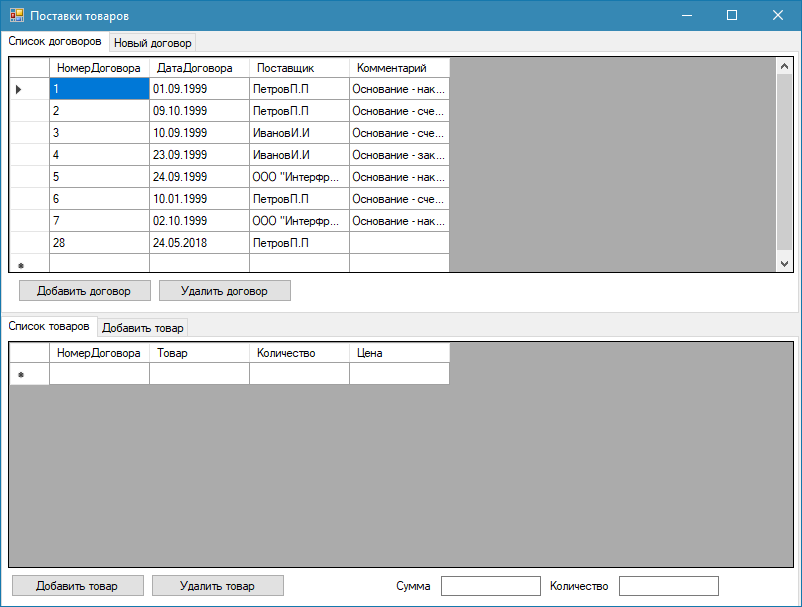 Поставки товаров
Список договоров Новый договор
НомерДоговора ДатаДоговора Поставщик Комментарий
1 01.09.1999 ПетровП.П Основание - нак...
2 09.10.1999 ПетровП.П Основание - сче...
3 10.09.1999 ИвановИ.И Основание - сче...
4 23.09.1999 ИвановИ.И Основание - зак...
5 24.09.1999 ООО "Интерфр... Основание - нак...
6 10.01.1999 ПетровП.П Основание - сче...
7 02.10.1999 ООО "Интерфр... Основание - нак...
28 24.05.2018 ПетровП.П
Добавить договор Удалить договор
Список товаров Добавить товар
НомерДоговора Товар Количество Цена
Добавить товар Удалить товар Сумма Количество